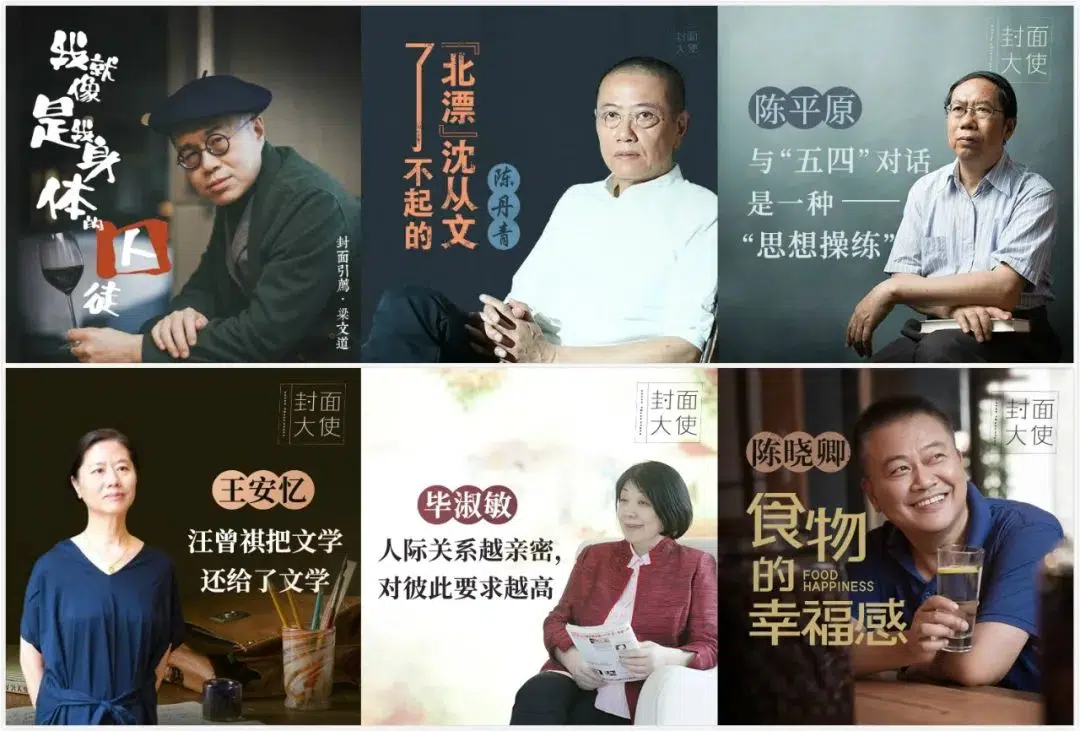 我就像
是我身
体的
囚
徒
封面引荐·梁文道
封面
大使
『北漂』沈从文
了不起的
陈丹青
封面
大使
陈平原
与“五四”对话
是一种——
“思想操练”
封面
大使
王安忆
汪曾祺把文学
还给了文学
封面
大使
毕淑敏
人际关系越亲密，
对彼此要求越高
封面
大使
陈晓卿
食物
的
FOOD
HAPPINESS
幸福感